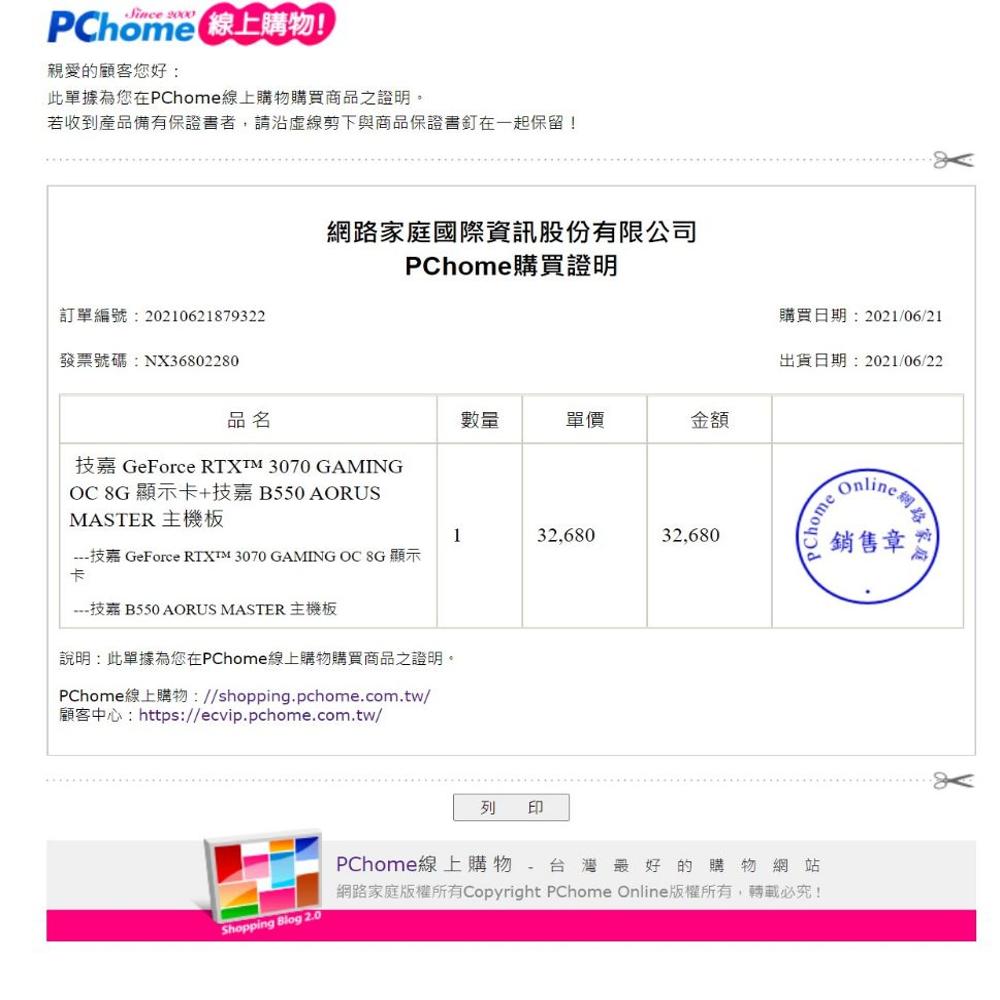 Since 2000
PChome 線上購物!
親愛的顧客您好：
此單據為您在PChome線上購物購買商品之證明。
若收到產品備有保證書者，請沿虛線剪下與商品保證書釘在一起保留！
網路家庭國際資訊股份有限公司
PChome購買證明
訂單編號：20210621879322
購買日期：2021/06/21
發票號碼：NX36802280
出貨日期：2021/06/22
品 名 數量 單價 金額
技嘉 GeForce RTX™ 3070 GAMING
OC 8G 顯示卡+技嘉 B550 AORUS
MASTER 主機板
---技嘉 GeForce RTX™ 3070 GAMING OC 8G 顯示
卡
---技嘉 B550 AORUS MASTER 主機板
1 32,680 32,680
PChome Online網路家庭
銷售章
說明：此單據為您在PChome線上購物購買商品之證明。
PChome線上購物：//shopping.pchome.com.tw/
顧客中心：https://ecvip.pchome.com.tw/
列 印
PChome線上購物 - 台灣最好的購物網站
網路家庭版權所有Copyright PChome Online版權所有，轉載必究！
Shopping Blog 2.0